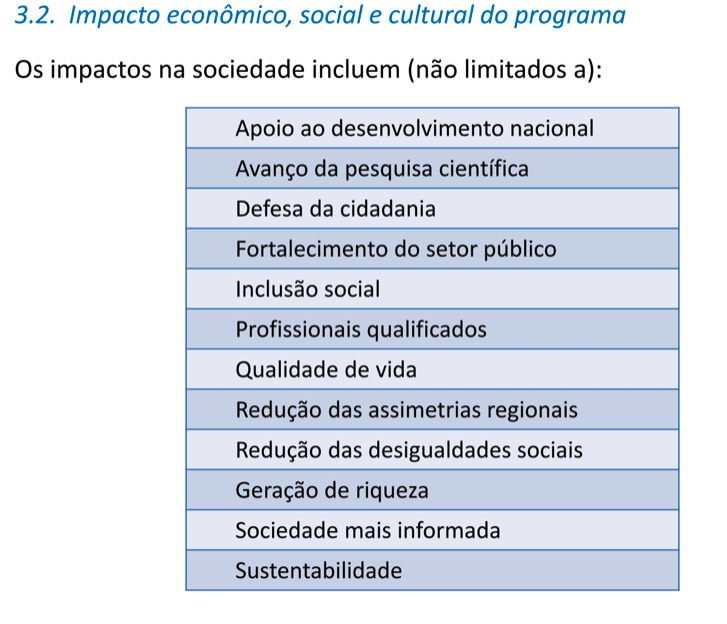 3.2. Impacto econômico, social e cultural do programa
Os impactos na sociedade incluem (não limitados a):
Apoio ao desenvolvimento nacional
Avanço da pesquisa científica
Defesa da cidadania
Fortalecimento do setor público
Inclusão social
Profissionais qualificados
Qualidade de vida
Redução das assimetrias regionais
Redução das desigualdades sociais
Geração de riqueza
Sociedade mais informada
Sustentabilidade